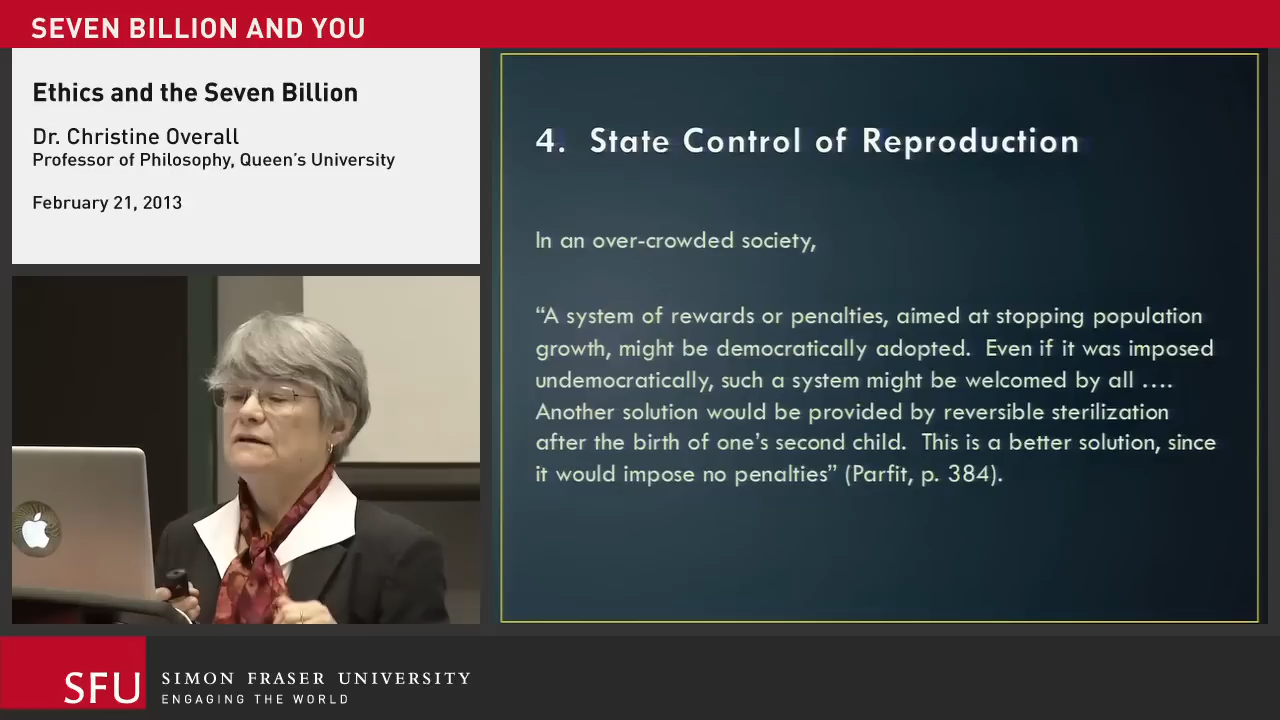 SEVEN BILLION AND YOU
Ethics and the Seven Billion
Dr. Christine Overall
Professor of Philosophy, Queen's University
February 21, 2013
4. State Control of Reproduction
In an over-crowded society,
“A system of rewards or penalties, aimed at stopping population
growth, might be democratically adopted. Even if it was imposed
undemocratically, such a system might be welcomed by all ….
Another solution would be provided by reversible sterilization
after the birth of one's second child. This is a better solution, since
it would impose no penalties” (Parfit, p. 384).
SFU
SIMON FRASER UNIVERSITY
ENGAGING THE WORLD